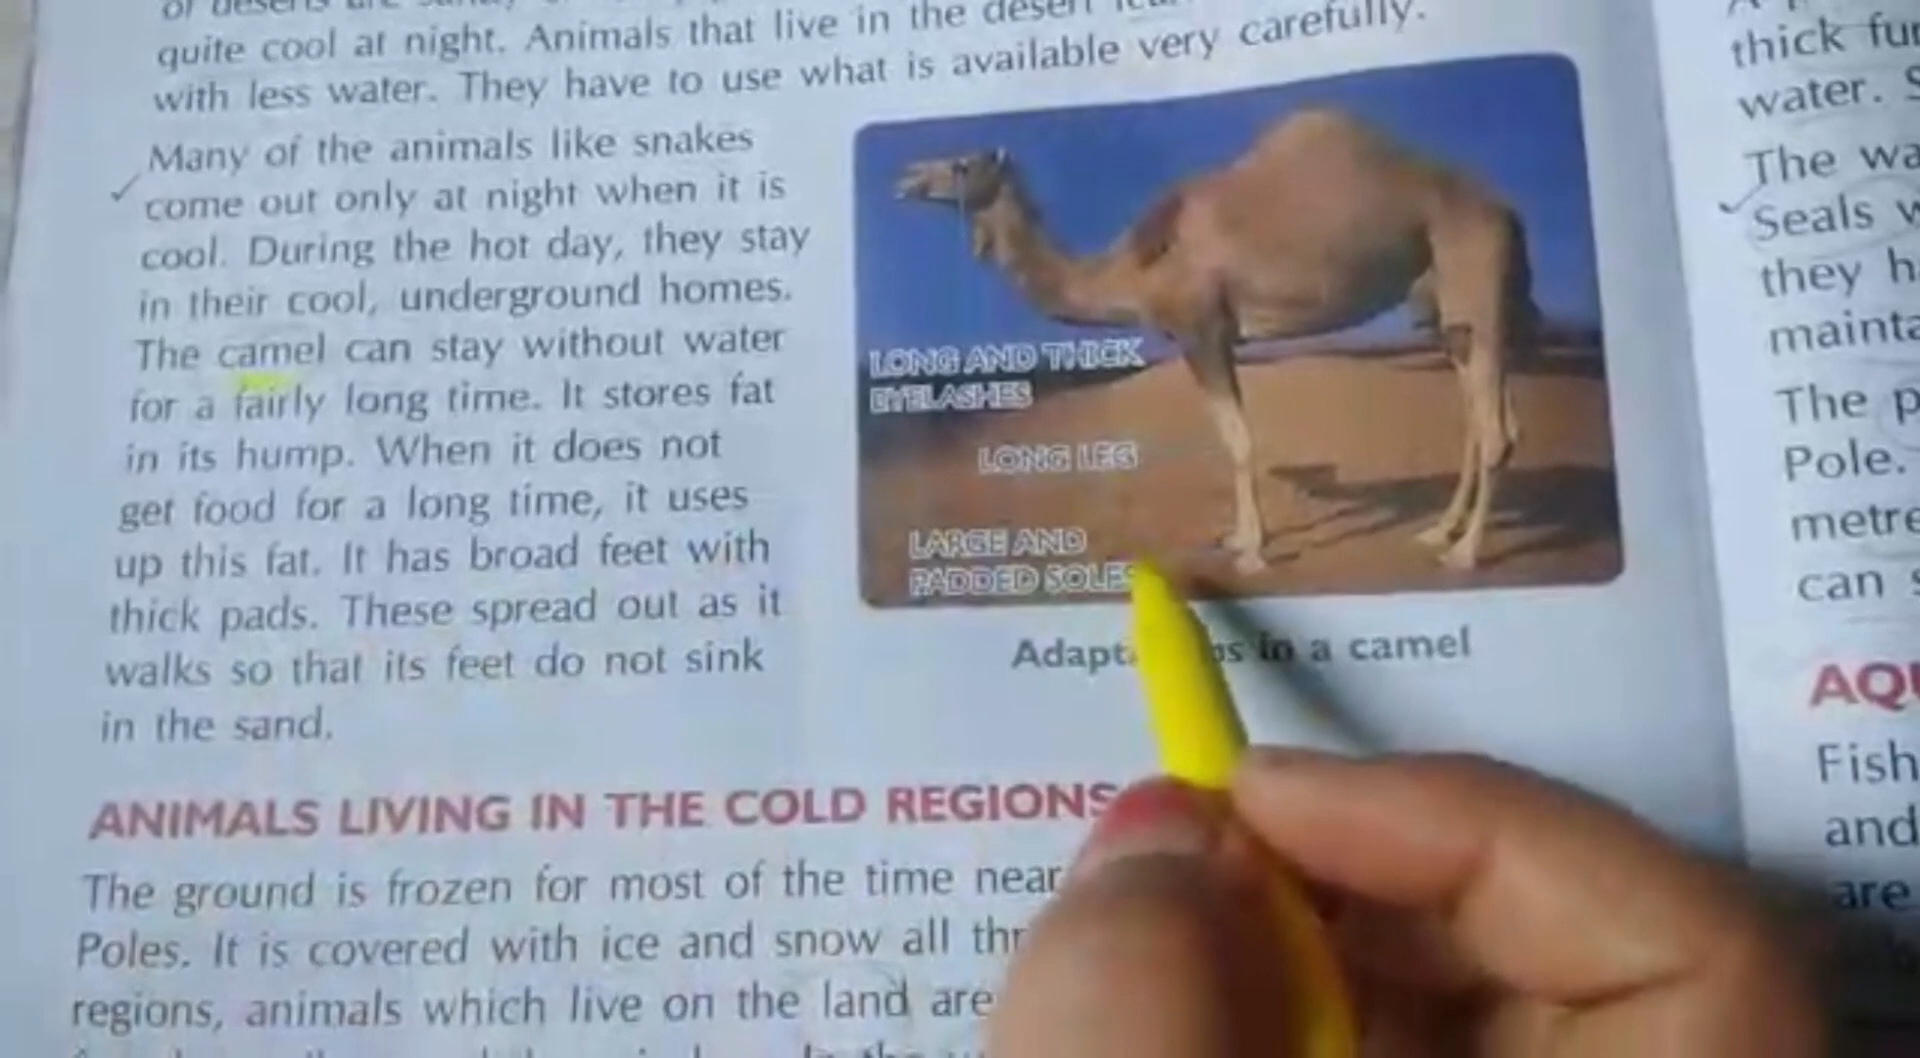 quite cool at night. Animals that live in the desert
with less water. They have to use what is available very carefully.
Many of the animals like snakes
come out only at night when it is
cool. During the hot day, they stay
in their cool, underground homes.
The camel can stay without water
for a fairly long time. It stores fat
in its hump. When it does not
get food for a long time, it uses
up this fat. It has broad feet with
thick pads. These spread out as it
walks so that its feet do not sink
in the sand.
LONG AND THICK
EYELASHES
LONG LEG
LARGE AND
PADDED SOLES
in a camel
ANIMALS LIVING IN THE COLD REGIONS
The ground is frozen for most of the time near
Poles. It is covered with ice and snow all
regions, animals which live on the land are
thick
water.
The
Seals
they
The
Pole.
can
Fish
and
are